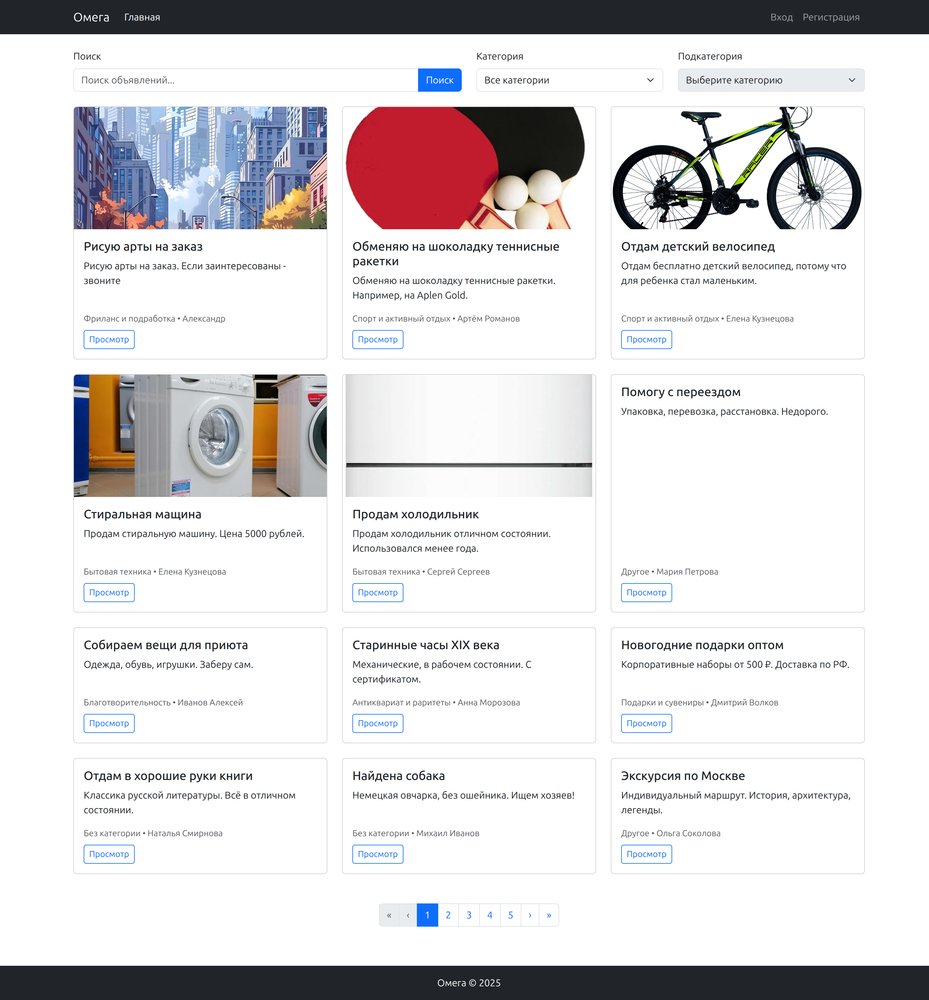 Омега Главная Вход Регистрация
Поиск Категория Подкатегория
Поиск объявлений... Поиск Все категории Выберите категорию
RACER
RACER
Рисую арты на заказ
Рисую арты на заказ. Если заинтересованы -
звоните
Фриланс и подработка • Александр
Просмотр
Обменяю на шоколадку теннисные
ракетки
Обменяю на шоколадку теннисные ракетки.
Например, на Aplen Gold.
Спорт и активный отдых • Артём Романов
Просмотр
Отдам детский велосипед
Отдам бесплатно детский велосипед, потому что
для ребенка стал маленьким.
Спорт и активный отдых • Елена Кузнецова
Просмотр
Стиральная мащина
Продам стиральную машину. Цена 5000 рублей.
Бытовая техника • Елена Кузнецова
Просмотр
Продам холодильник
Продам холодильник отличном состоянии.
Использовался менее года.
Бытовая техника • Сергей Сергеев
Просмотр
Помогу с переездом
Упаковка, перевозка, расстановка. Недорого.
Другое • Мария Петрова
Просмотр
Собираем вещи для приюта
Одежда, обувь, игрушки. Заберу сам.
Благотворительность • Иванов Алексей
Просмотр
Старинные часы XIX века
Механические, в рабочем состоянии. С
сертификатом.
Антиквариат и раритеты • Анна Морозова
Просмотр
Новогодние подарки оптом
Корпоративные наборы от 500 ₽. Доставка по РФ.
Подарки и сувениры • Дмитрий Волков
Просмотр
Отдам в хорошие руки книги
Классика русской литературы. Всё в отличном
состоянии.
Без категории • Наталья Смирнова
Просмотр
Найдена собака
Немецкая овчарка, без ошейника. Ищем хозяев!
Без категории • Михаил Иванов
Просмотр
Экскурсия по Москве
Индивидуальный маршрут. История, архитектура,
легенды.
Другое • Ольга Соколова
Просмотр
« ‹ 1 2 3 4 5 › »
Омега © 2025